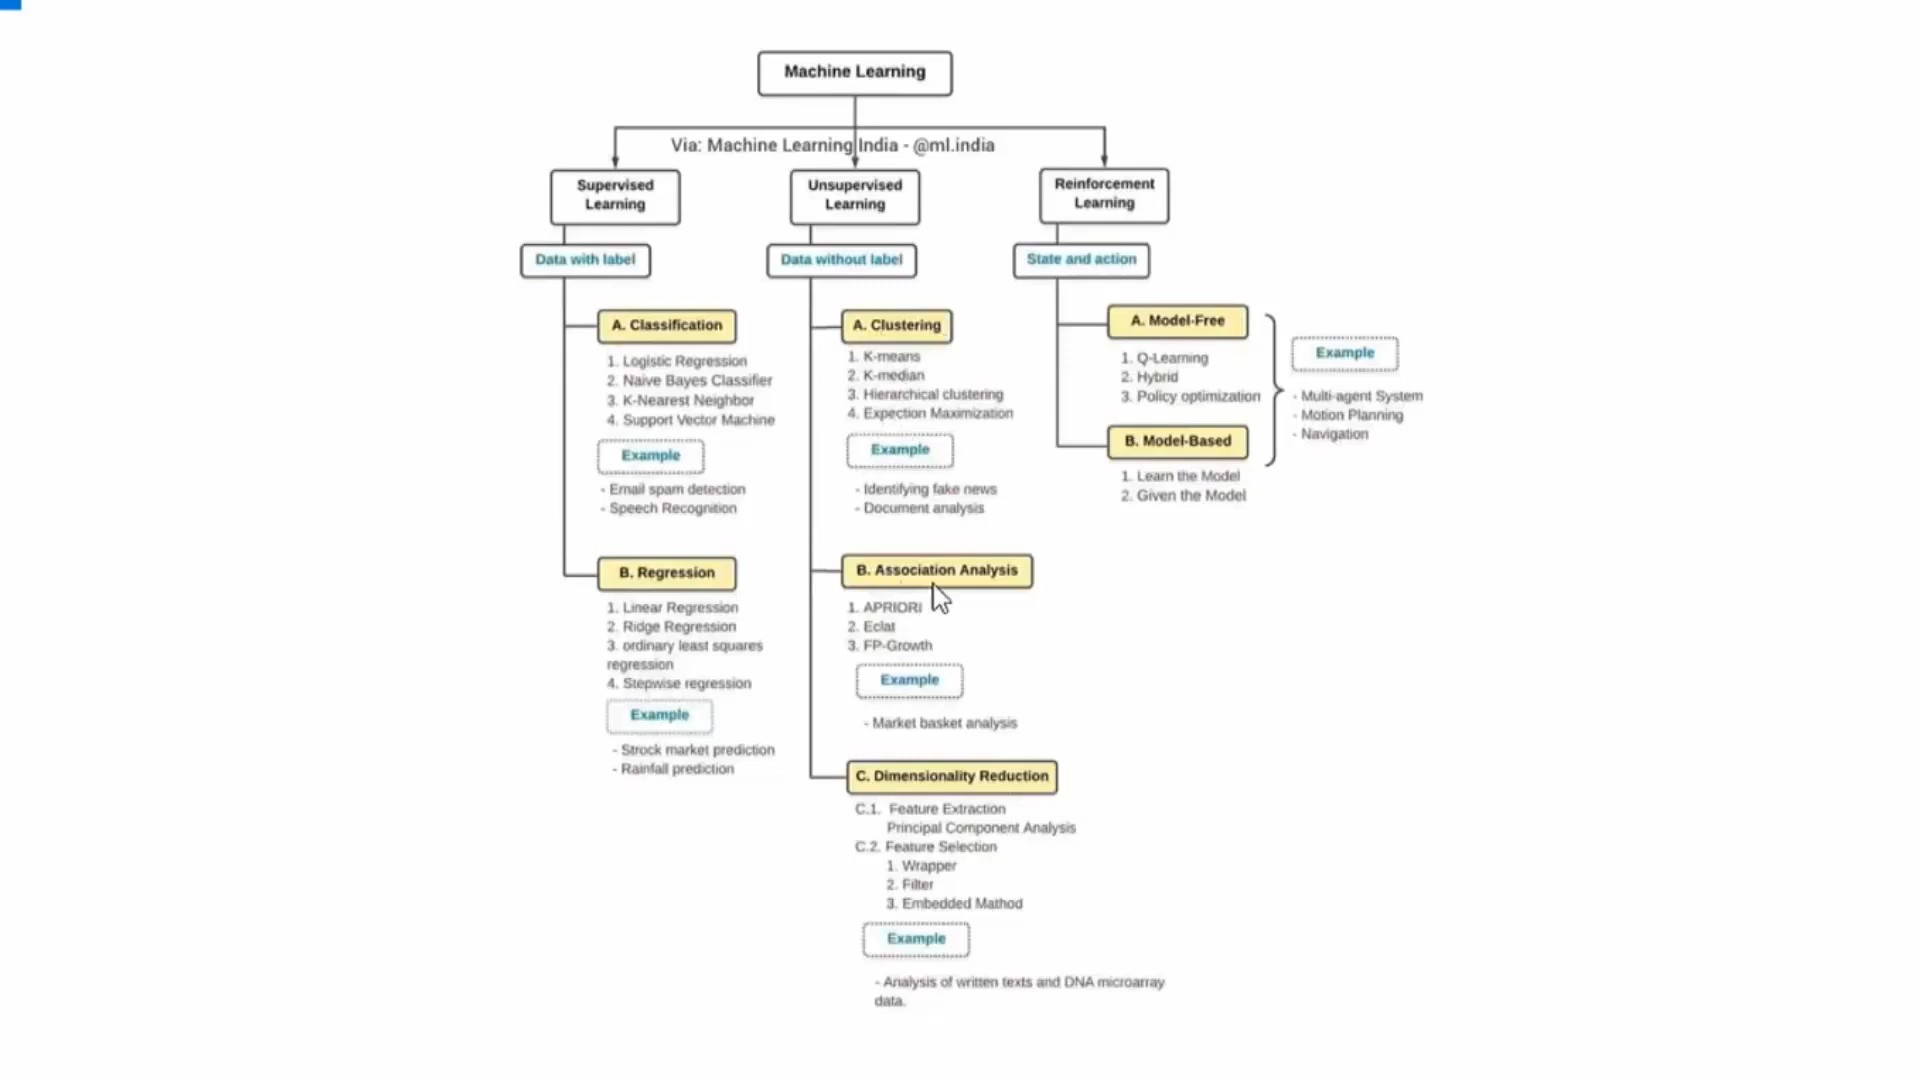 Machine Learning
Via: Machine Learning India - @ml.india
Supervised
Learning
Data with label
A. Classification
1. Logistic Regression
2. Naive Bayes Classifier
3. K-Nearest Neighbor
4. Support Vector Machine
Example
- Email spam detection
- Speech Recognition
B. Regression
1. Linear Regression
2. Ridge Regression
3. ordinary least squares
regression
4. Stepwise regression
Example
- Strock market prediction
- Rainfall prediction
Unsupervised
Learning
Data without label
A. Clustering
1. K-means
2. K-median
3. Hierarchical clustering
4. Expection Maximization
Example
- Identifying fake news
- Document analysis
B. Association Analysis
1. APRIORI
2. Eclat
3. FP-Growth
Example
- Market basket analysis
C. Dimensionality Reduction
C.1. Feature Extraction
Principal Component Analysis
C.2. Feature Selection
1. Wrapper
2. Filter
3. Embedded Mathod
Example
- Analysis of written texts and DNA microarray
data.
Reinforcement
Learning
State and action
A. Model-Free
1. Q-Learning
2. Hybrid
3. Policy optimization
B. Model-Based
1. Learn the Model
2. Given the Model
Example
- Multi-agent System
- Motion Planning
- Navigation